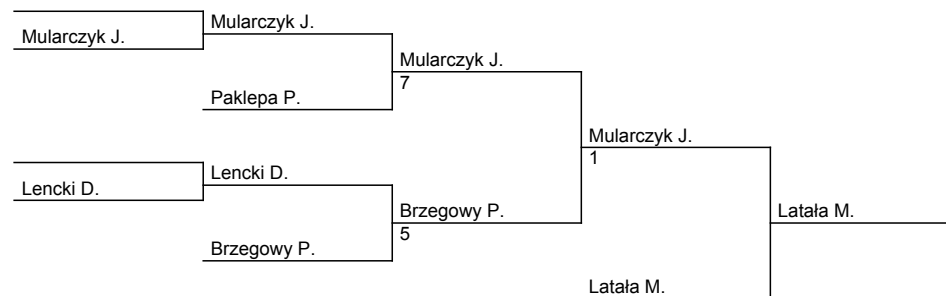 Mularczyk J.
Mularczyk J.
Mularczyk J.
7
Paklepa P.
Mularczyk J.
1
Lencki D.
Lencki D.
Brzegowy P.
5
Latała M.
Brzegowy P.
Latała M.